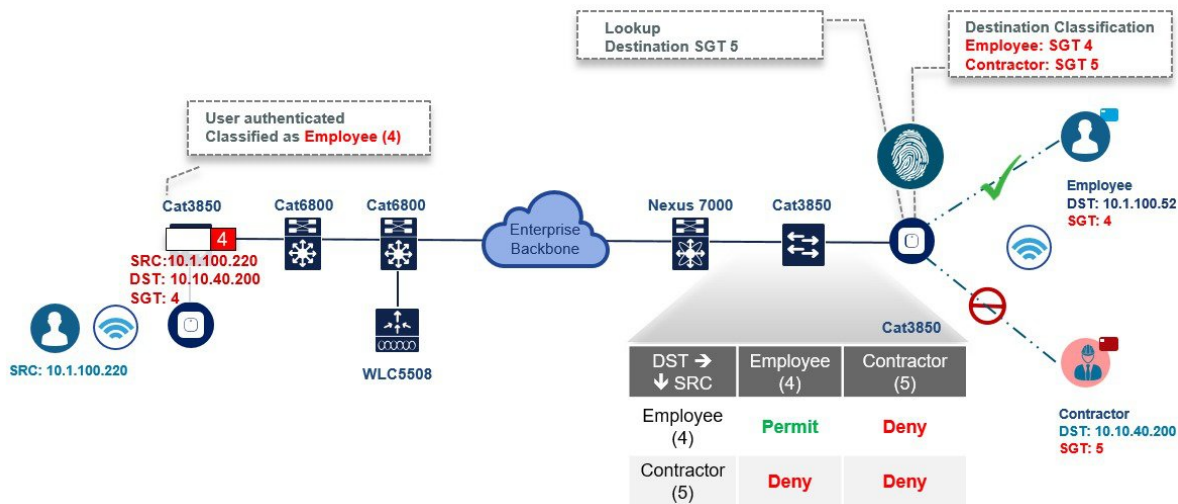 Lookup
Destination SGT 5
Destination Classification
Employee: SGT 4
Contractor: SGT 5
User authenticated
Classified as Employee (4)
Cat3850
Cat6800
Cat6800
Enterprise
Backbone
Nexus 7000
Cat3850
4
SRC:10.1.100.220
DST: 10.10.40.200
SGT: 4
SRC: 10.1.100.220
WLC5508
Employee
DST: 10.1.100.52
SGT: 4
Cat3850
DST → Employee Contractor
↓ SRC (4) (5)
Employee
(4) Permit Deny
Contractor
(5) Deny Deny
Contractor
DST: 10.10.40.200
SGT: 5